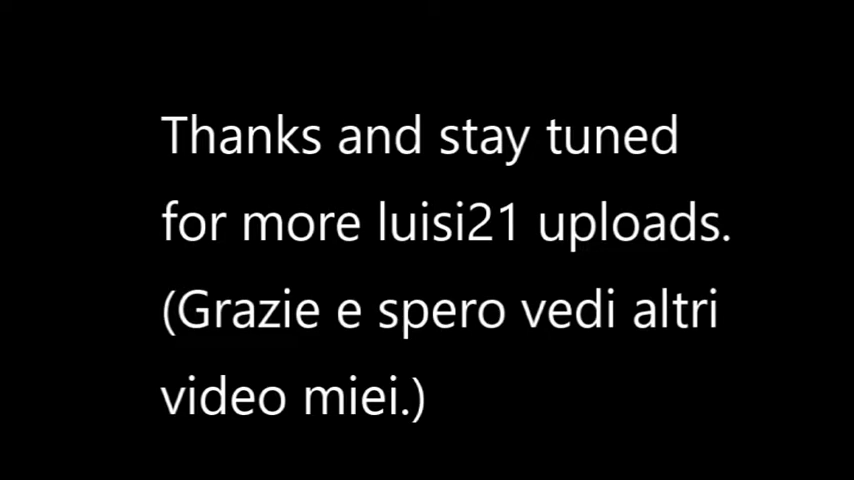 Thanks and stay tuned
for more luisi21 uploads.
(Grazie e spero vedi altri
video miei.)